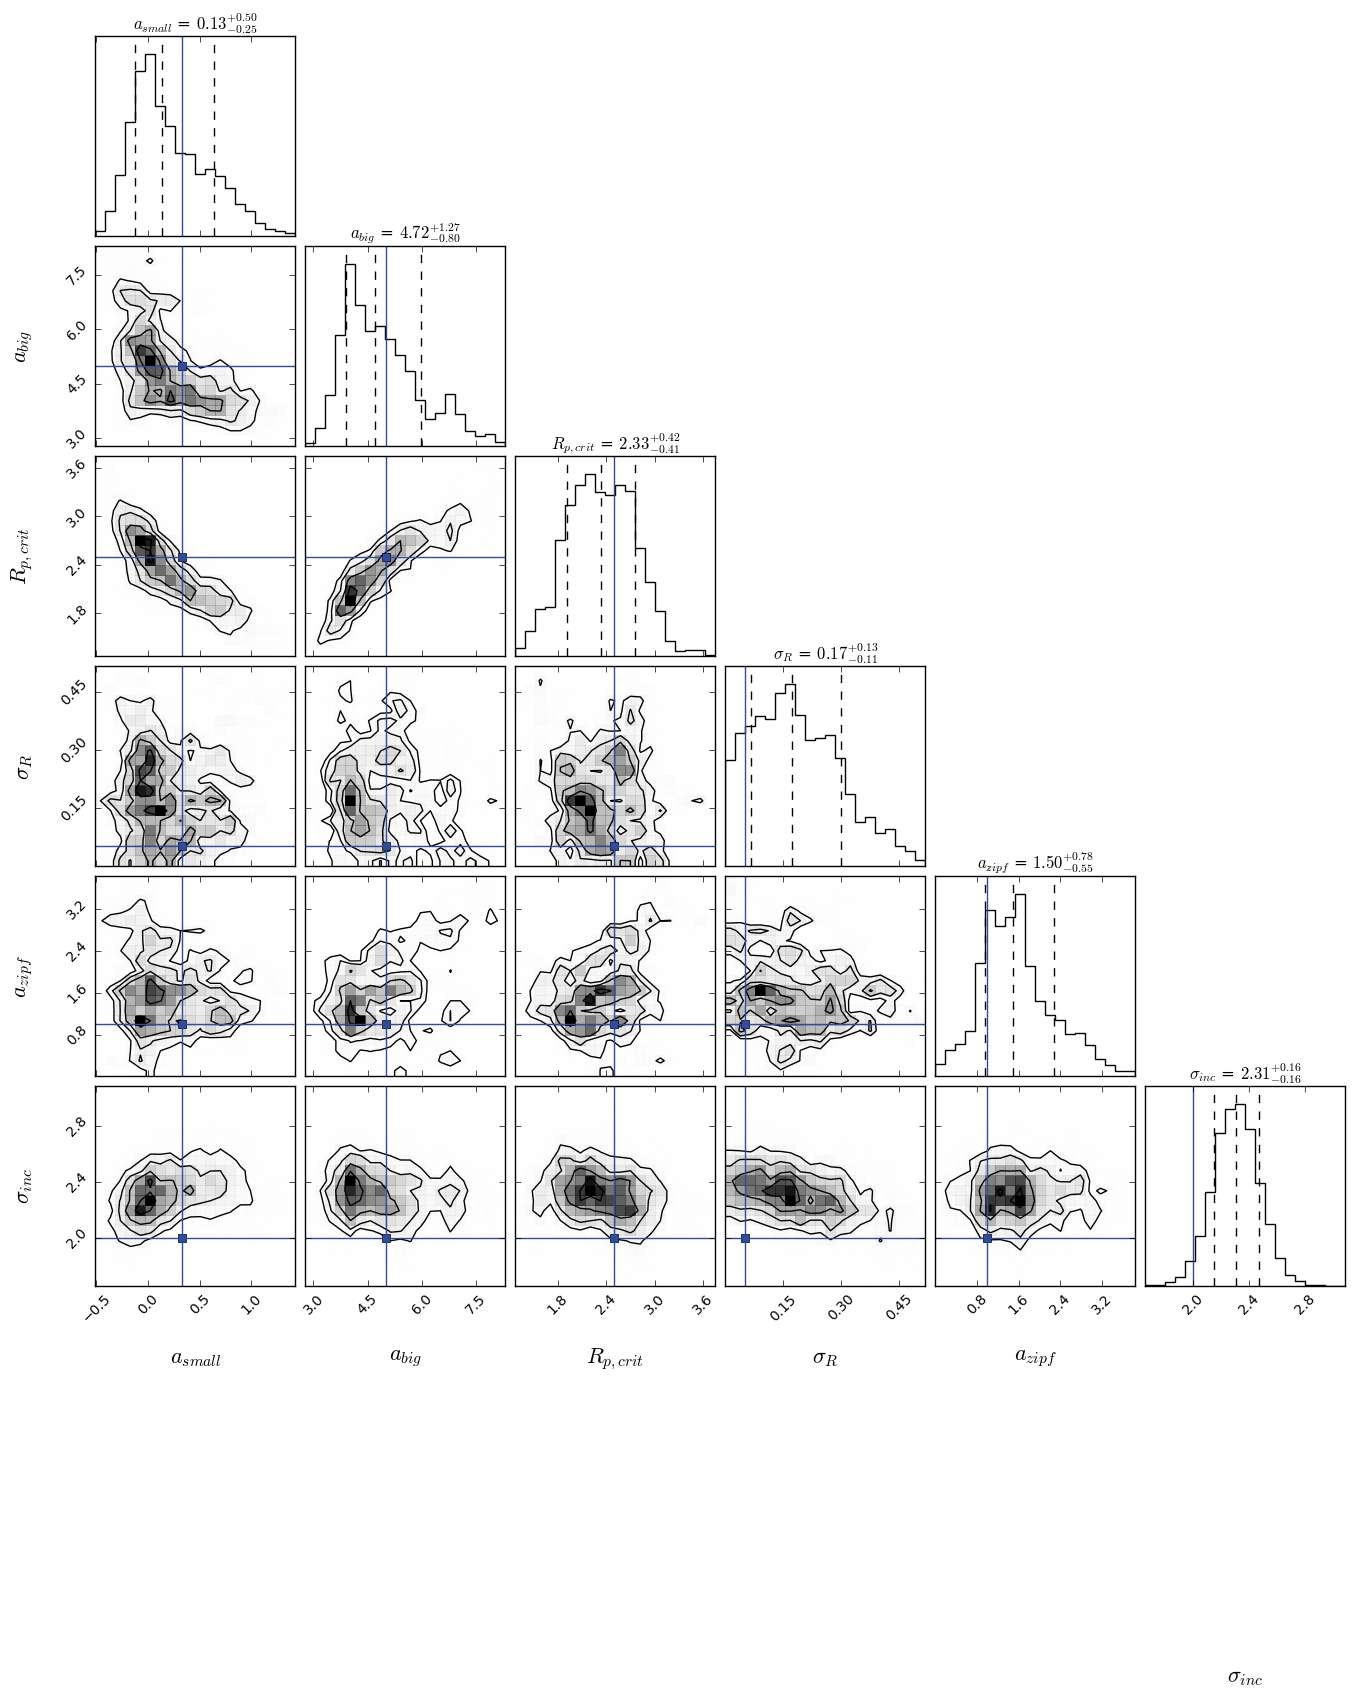 a_small = 0.13^{+0.50}_{-0.25}
a_big = 4.72^{+1.27}_{-0.80}
7.5
6.0
4.5
3.0
a_big
R_{p,crit} = 2.33^{+0.42}_{-0.41}
3.6
3.0
2.4
1.8
R_{p,crit}
σ_R = 0.17^{+0.13}_{-0.11}
0.45
0.30
0.15
σ_R
a_zipf = 1.50^{+0.78}_{-0.55}
3.2
2.4
1.6
0.8
a_zipf
σ_inc = 2.31^{+0.16}_{-0.16}
2.8
2.4
2.0
σ_inc
−0.5 0.0 0.5 1.0 3.0 4.5 6.0 7.5 1.8 2.4 3.0 3.6 0.15 0.30 0.45 0.8 1.6 2.4 3.2 2.0 2.4 2.8
a_small a_big R_{p,crit} σ_R a_zipf
σ_inc